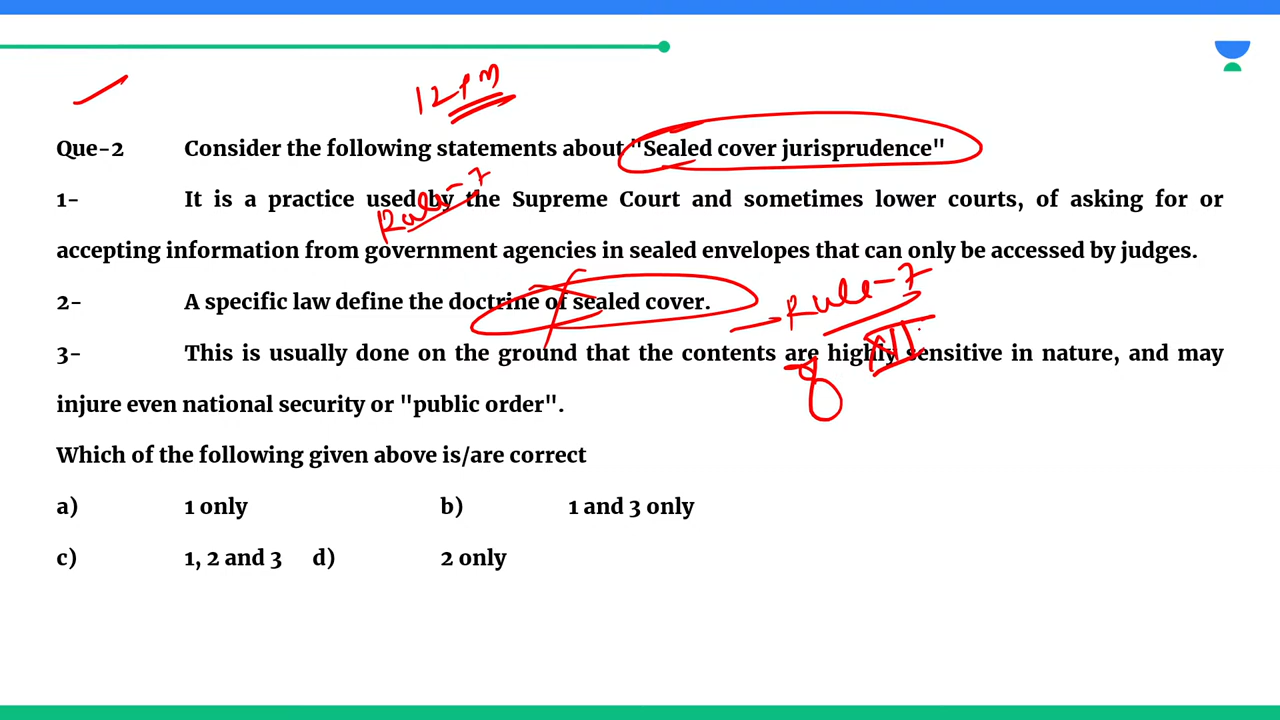 12 PM
Que-2 Consider the following statements about "Sealed cover jurisprudence"
Rule-7
1- It is a practice used by the Supreme Court and sometimes lower courts, of asking for or
accepting information from government agencies in sealed envelopes that can only be accessed by judges.
2- A specific law define the doctrine of sealed cover.
- Rule-7
3- This is usually done on the ground that the contents are highly sensitive in nature, and may
injure even national security or "public order".
Which of the following given above is/are correct
a) 1 only b) 1 and 3 only
c) 1, 2 and 3 d) 2 only